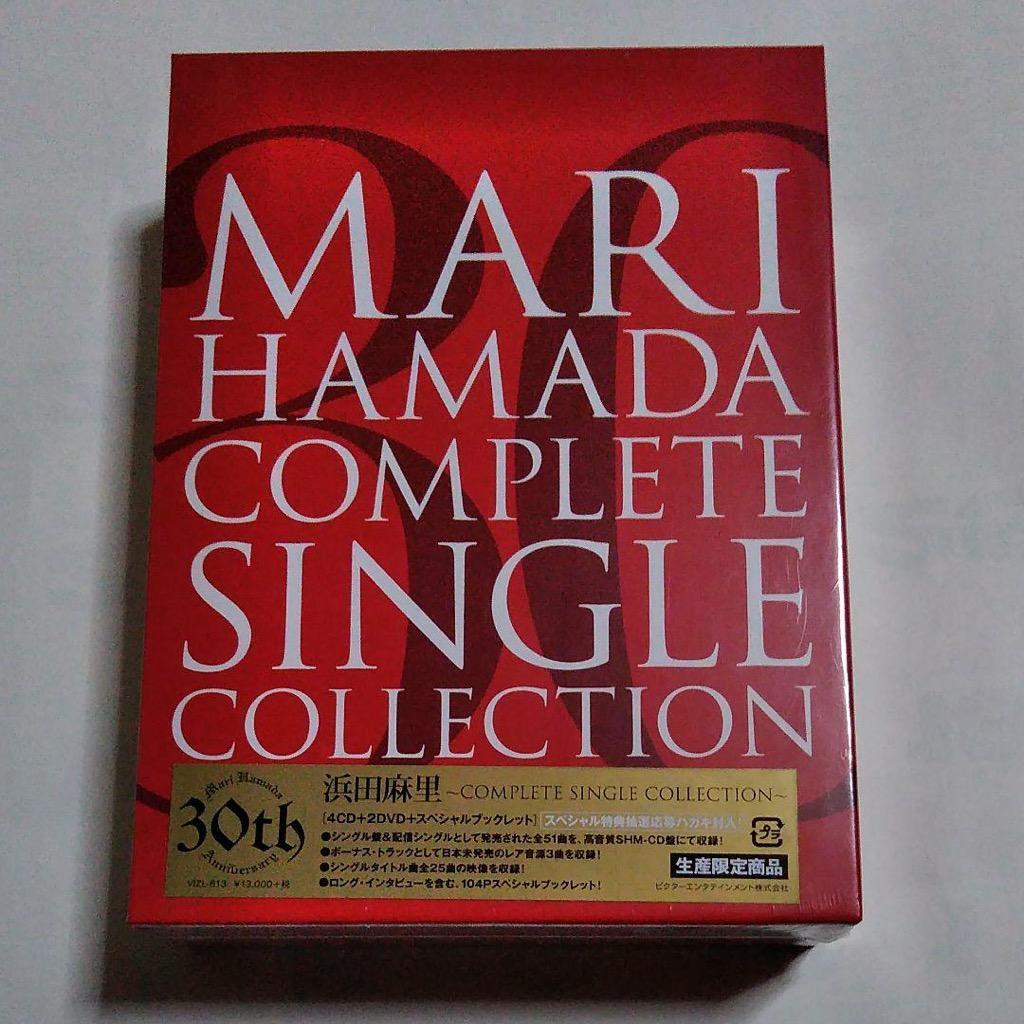 30
MARI
HAMADA
COMPLETE
SINGLE
COLLECTION
Mari Hamada
30th
Anniversary
VIZL-613 ¥13,000+税
浜田麻里 ~COMPLETE SINGLE COLLECTION~
[4CD+2DVD+スペシャルブックレット] スペシャル特典抽選応募ハガキ封入!
●シングル盤&配信シングルとして発売された全51曲を、高音質SHM-CD盤にて収録!
●ボーナス・トラックとして日本未発売のレア音源3曲を収録!
●シングルタイトル曲全25曲の映像を収録!
●ロング・インタビューを含む、104Pスペシャルブックレット!
プラ
生産限定商品
ビクターエンタテインメント株式会社